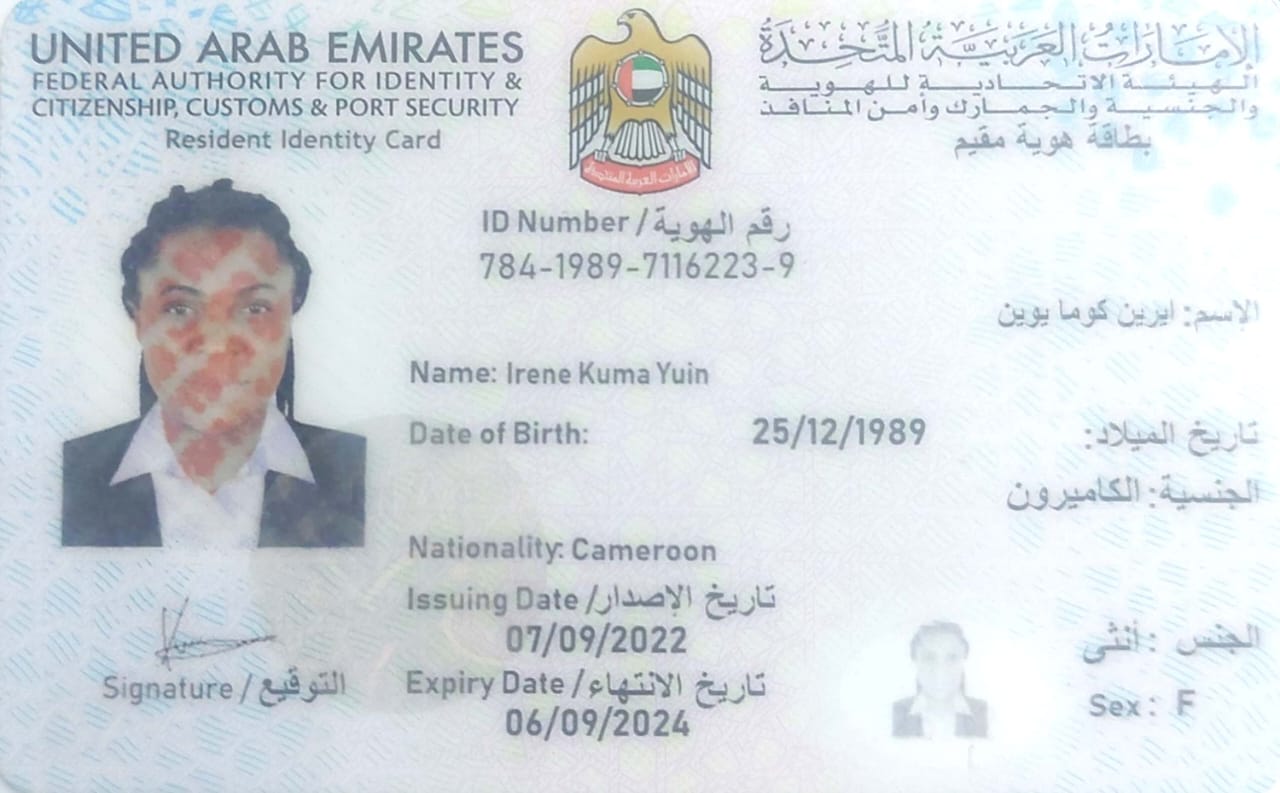 UNITED ARAB EMIRATES
FEDERAL AUTHORITY FOR IDENTITY &
CITIZENSHIP, CUSTOMS & PORT SECURITY
Resident Identity Card
الإمارات العربية المتحدة
الهيئة الاتحادية للهوية
والجنسية والجمارك وأمن المنافذ
بطاقة هوية مقيم
الامارات العربية المتحدة
ID Number / رقم الهوية
784-1989-7116223-9
الإسم: ايرين كوما يوين
Name: Irene Kuma Yuin
Date of Birth: 25/12/1989 تاريخ الميلاد:
الجنسية: الكاميرون
Nationality: Cameroon
Issuing Date / تاريخ الإصدار
07/09/2022
Expiry Date / تاريخ الانتهاء
06/09/2024
الجنس : أنثى
Sex : F
Signature / التوقيع